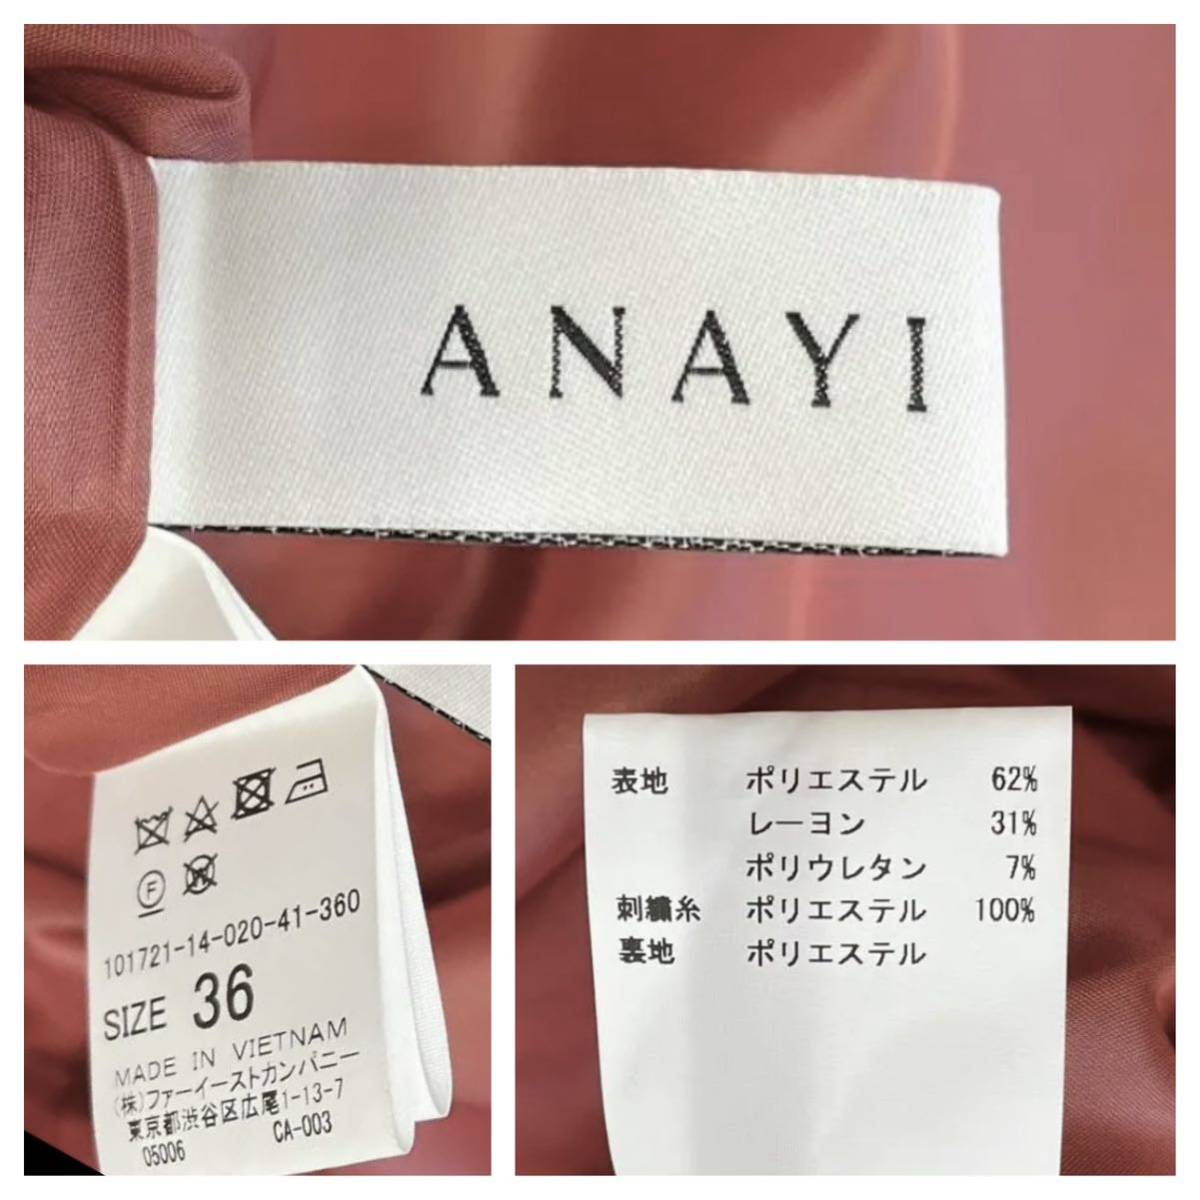 ANAYI
F
W
101721-14-020-41-360
SIZE 36
MADE IN VIETNAM
(株)ファーイーストカンパニー
東京都渋谷区広尾1-13-7
05006 CA-003
表地 ポリエステル 62%
レーヨン 31%
ポリウレタン 7%
刺繍糸 ポリエステル 100%
裏地 ポリエステル